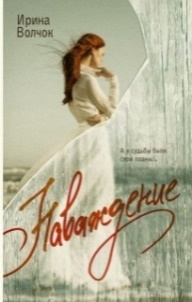 Ирина
Волчок
А у судьбы были
свои планы...
Наваждение